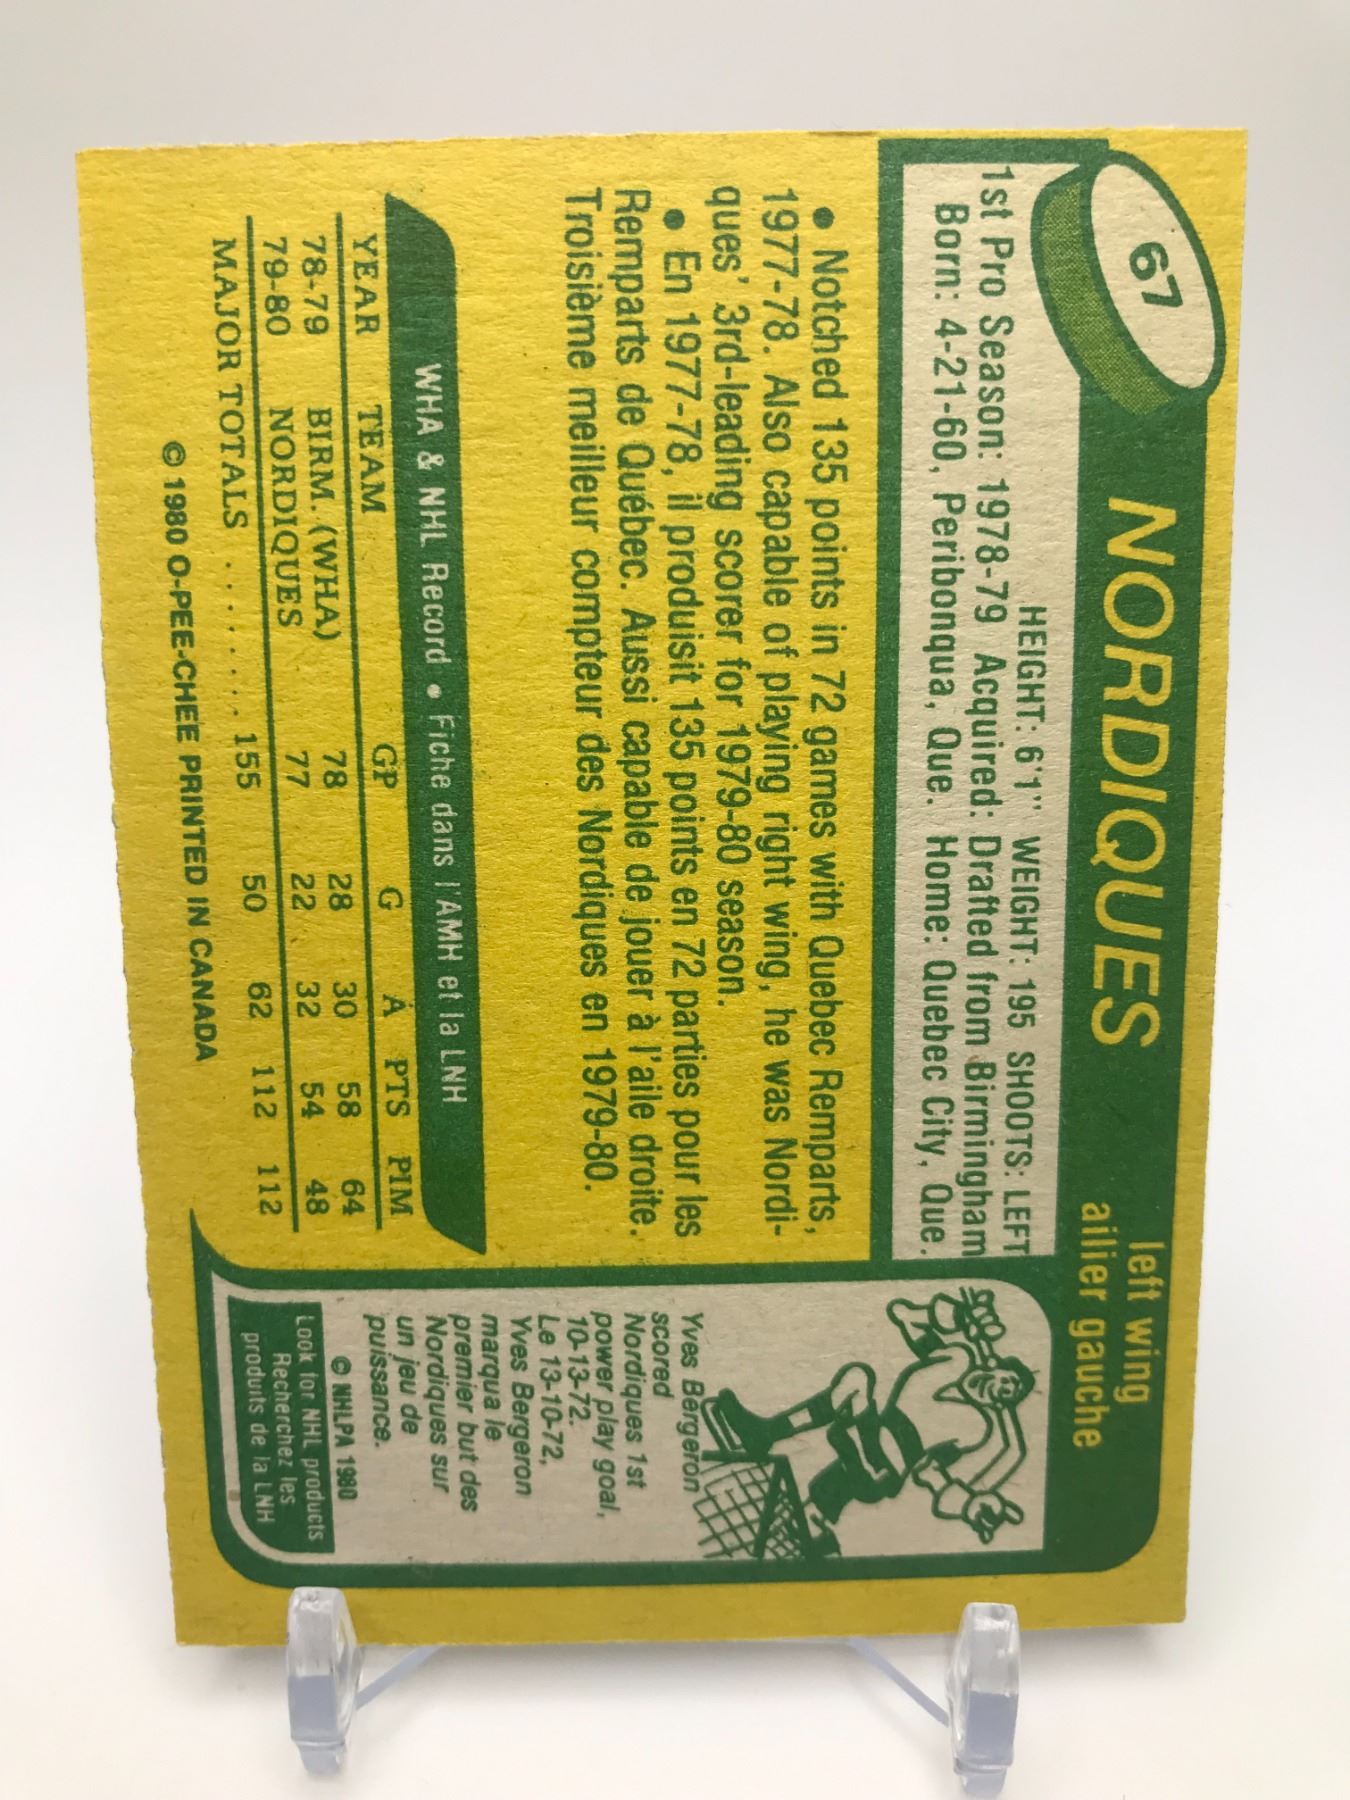 67
NORDIQUES
left wing
ailier gauche
HEIGHT: 6'1" WEIGHT: 195 SHOOTS: LEFT
1st Pro Season: 1978-79 Acquired: Drafted from Birmingham
Born: 4-21-60, Peribonqua, Que. Home: Quebec City, Que.
● Notched 135 points in 72 games with Quebec Remparts,
1977-78. Also capable of playing right wing, he was Nordi-
ques' 3rd-leading scorer for 1979-80 season.
● En 1977-78, il produisit 135 points en 72 parties pour les
Remparts de Québec. Aussi capable de jouer à l'aile droite.
Troisième meilleur compteur des Nordiques en 1979-80.
WHA & NHL Record • Fiche dans l'AMH et la LNH
YEAR TEAM GP G A PTS PIM
78-79 BIRM. (WHA) 78 28 30 58 64
79-80 NORDIQUES 77 22 32 54 48
MAJOR TOTALS ........ 155 50 62 112 112
© 1980 O-PEE-CHEE PRINTED IN CANADA
Yves Bergeron
scored
Nordiques 1st
power play goal,
10-13-72.
Le 13-10-72,
Yves Bergeron
marqua le
premier but des
Nordiques sur
un jeu de
puissance.
© NHLPA 1980
Look for NHL products
Recherchez les
produits de la LNH